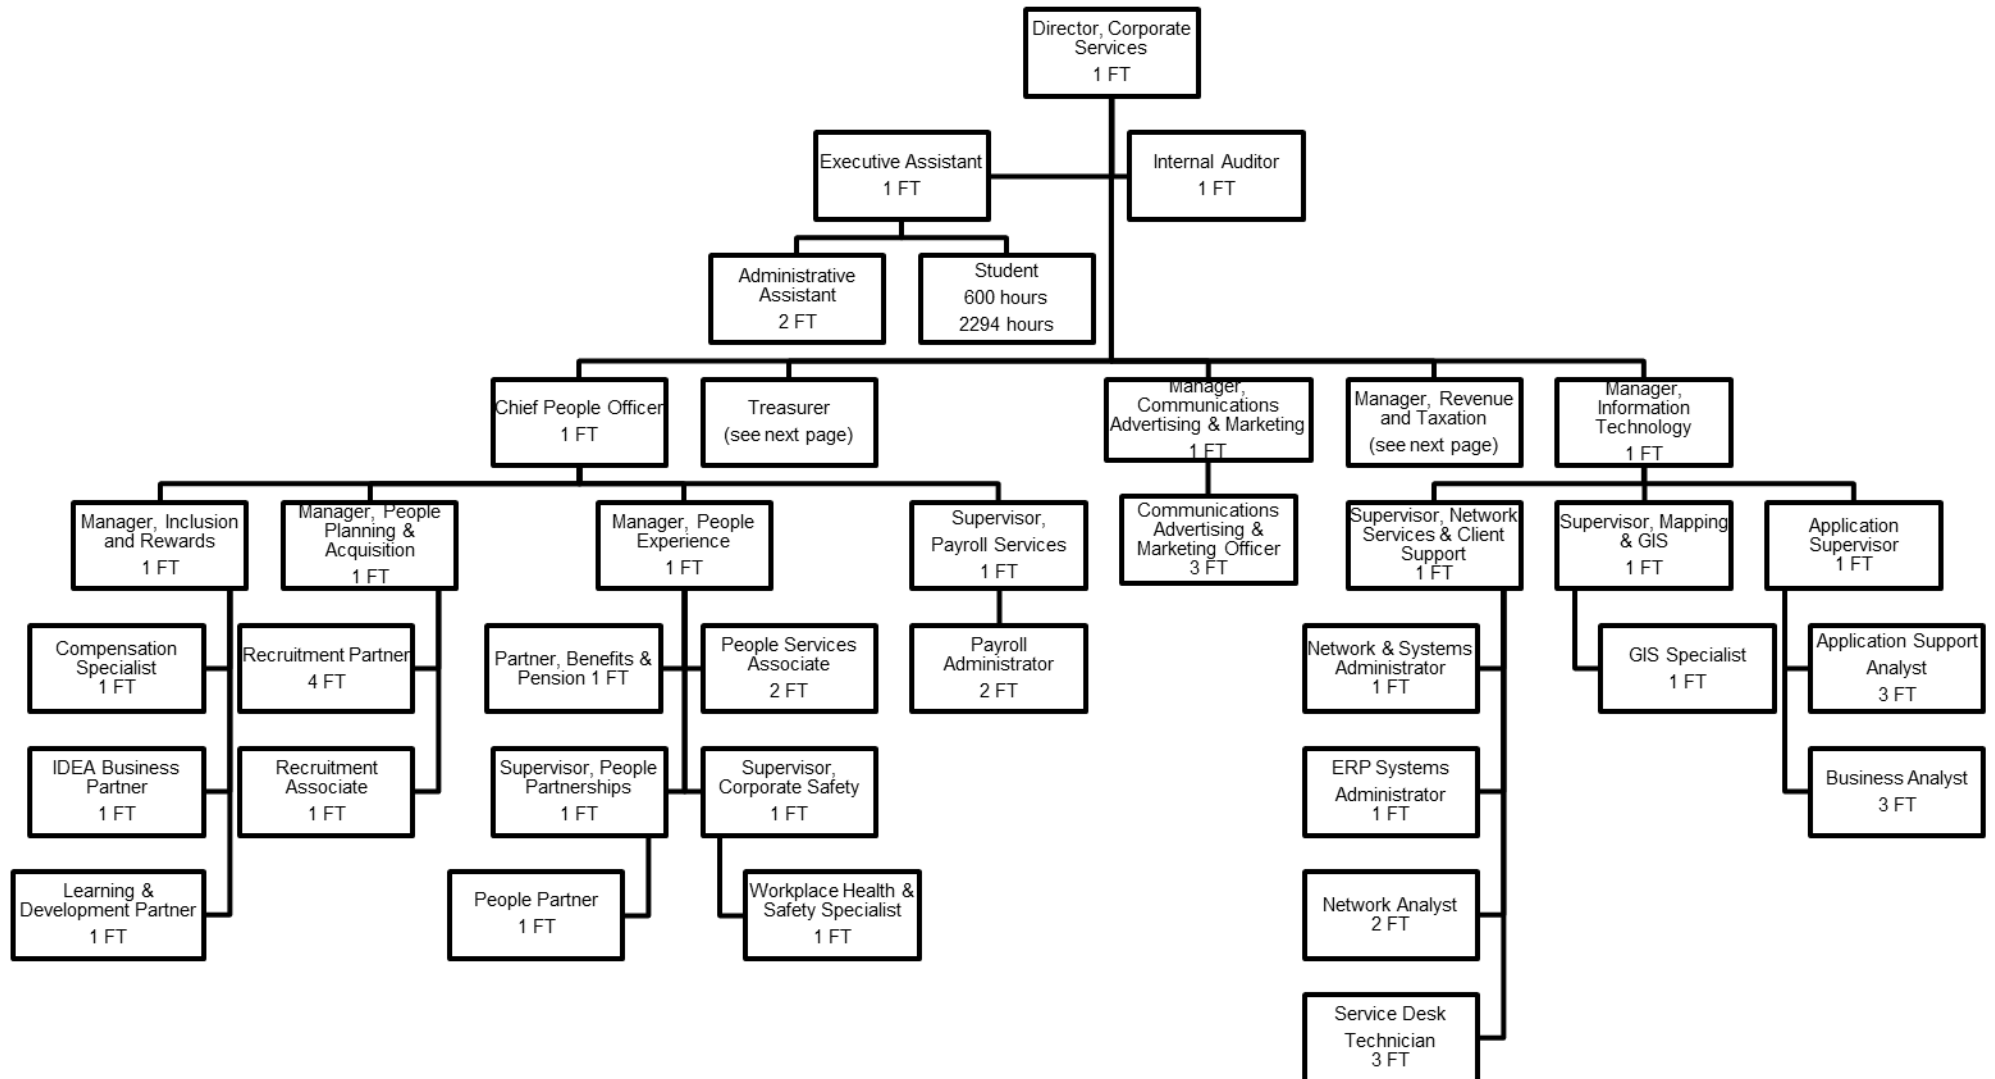 Director, Corporate
Services
1 FT
Executive Assistant
1 FT
Internal Auditor
1 FT
Administrative
Assistant
2 FT
Student
600 hours
2294 hours
Chief People Officer
1 FT
Treasurer
(see next page)
Manager,
Communications
Advertising & Marketing
1 FT
Manager, Revenue
and Taxation
(see next page)
Manager,
Information
Technology
1 FT
Manager, Inclusion
and Rewards
1 FT
Manager, People
Planning &
Acquisition
1 FT
Manager, People
Experience
1 FT
Supervisor,
Payroll Services
1 FT
Communications
Advertising &
Marketing Officer
3 FT
Supervisor, Network
Services & Client
Support
1 FT
Supervisor, Mapping
& GIS
1 FT
Application
Supervisor
1 FT
Compensation
Specialist
1 FT
Recruitment Partner
4 FT
Partner, Benefits &
Pension 1 FT
People Services
Associate
2 FT
Payroll
Administrator
2 FT
Network & Systems
Administrator
1 FT
GIS Specialist
1 FT
Application Support
Analyst
3 FT
IDEA Business
Partner
1 FT
Recruitment
Associate
1 FT
Supervisor, People
Partnerships
1 FT
Supervisor,
Corporate Safety
1 FT
ERP Systems
Administrator
1 FT
Business Analyst
3 FT
Learning &
Development Partner
1 FT
People Partner
1 FT
Workplace Health &
Safety Specialist
1 FT
Network Analyst
2 FT
Service Desk
Technician
3 FT